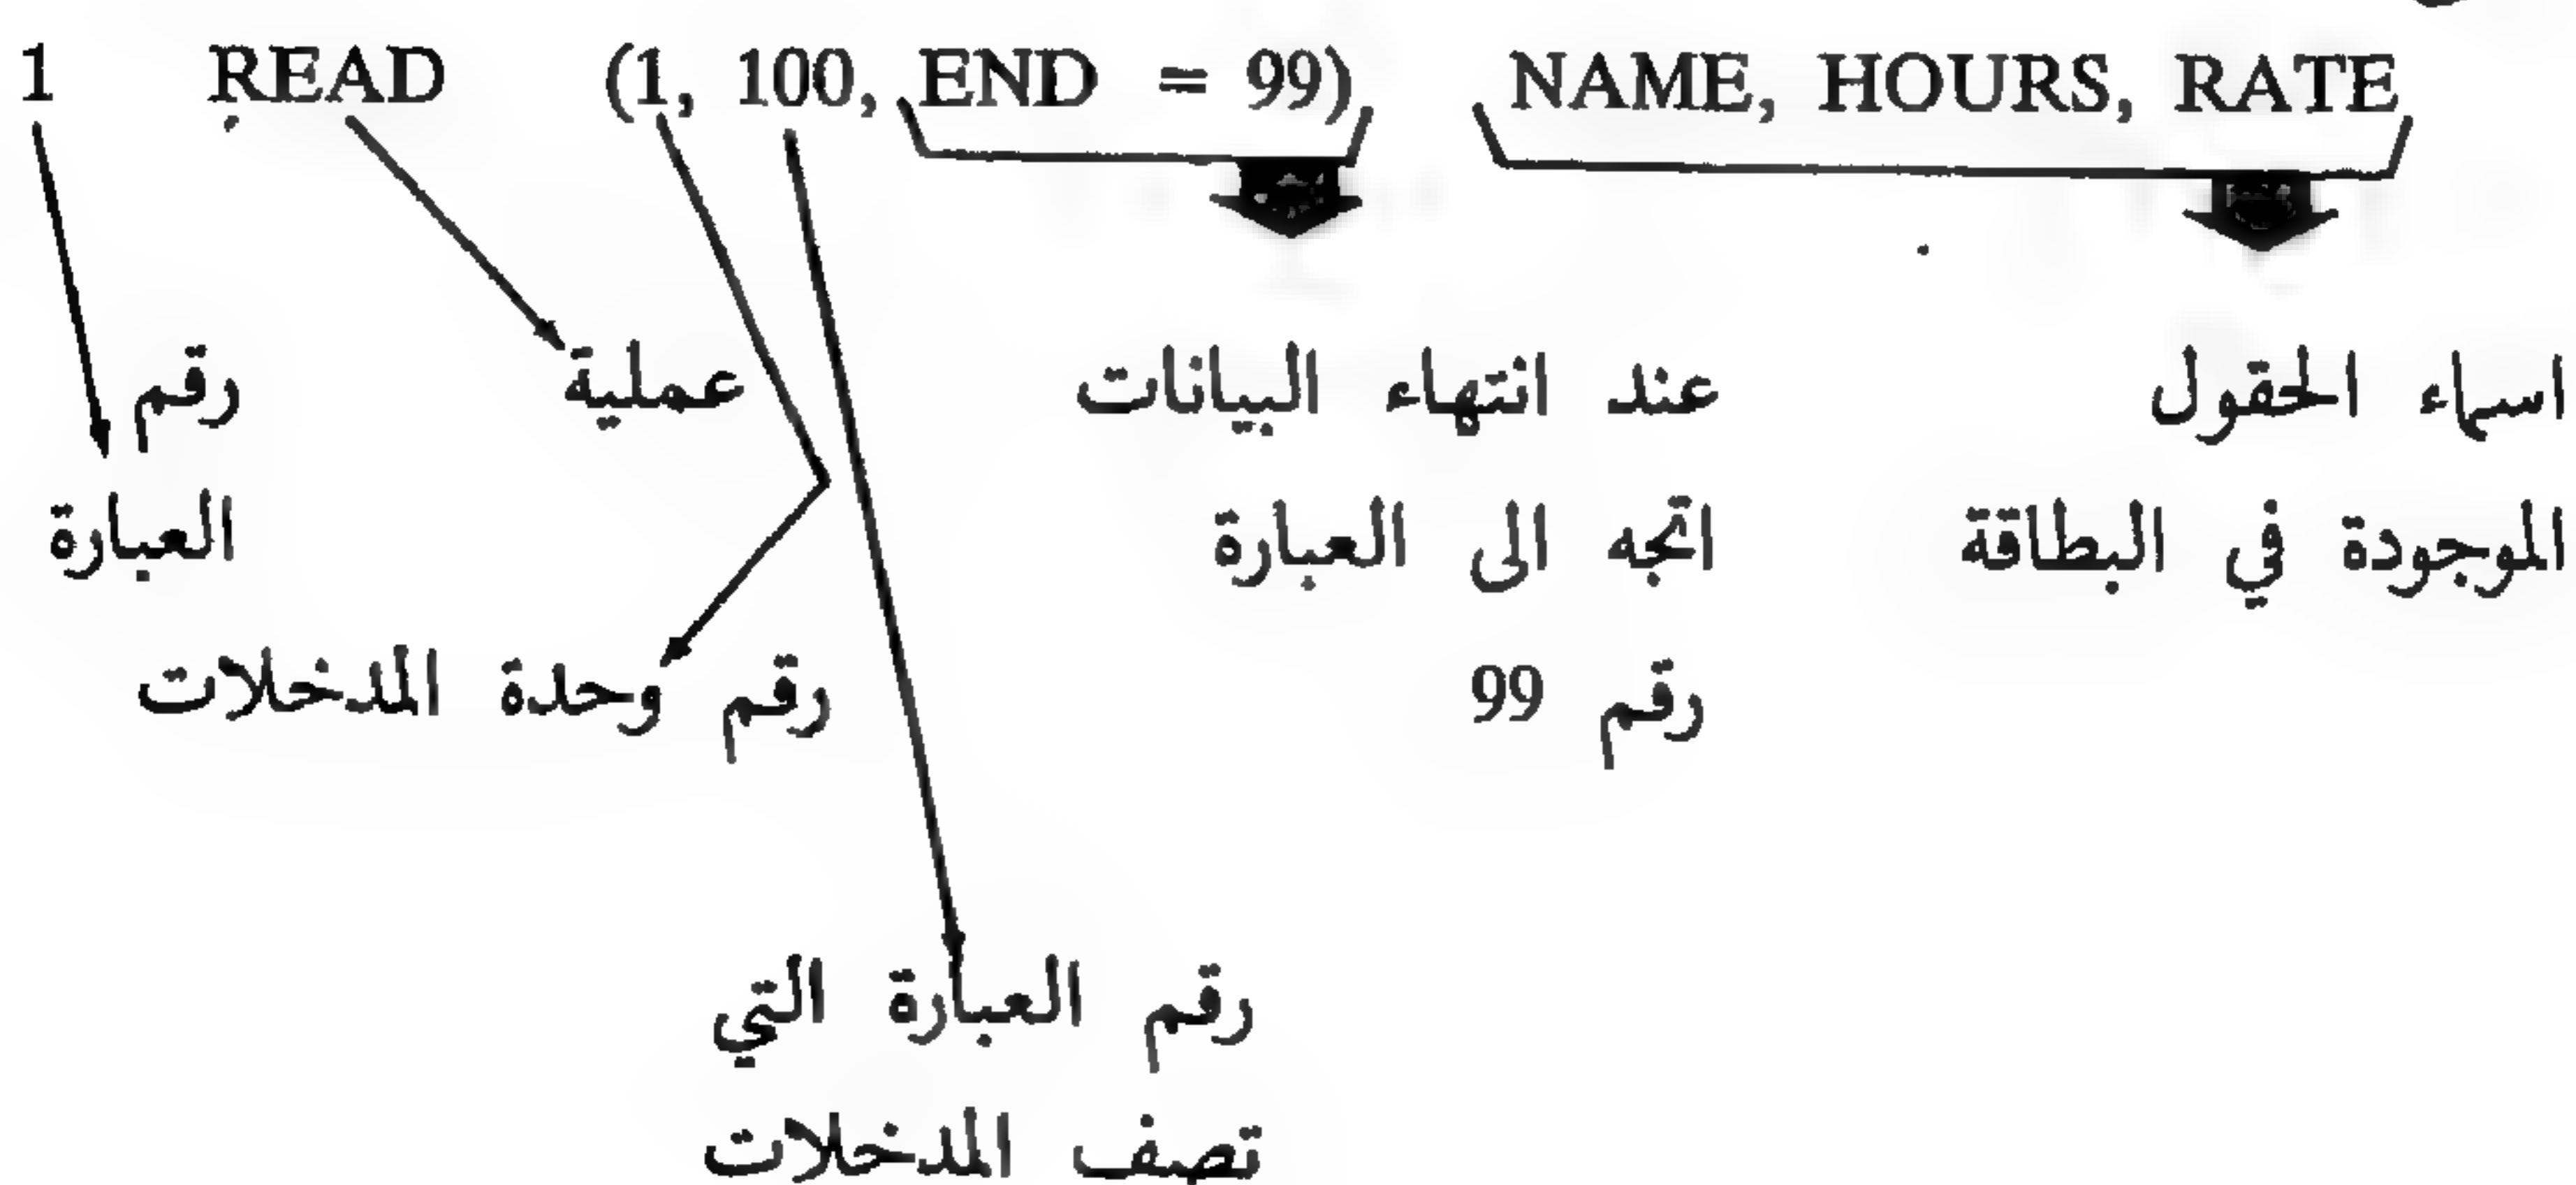 1 READ (1, 100, END = 99) NAME, HOURS, RATE
رقم
العبارة
عملية
رقم وحدة المدخلات
رقم العبارة التي
تصف المدخلات
عند انتهاء البيانات
اتجه الى العبارة
رقم 99
اسماء الحقول
الموجودة في البطاقة